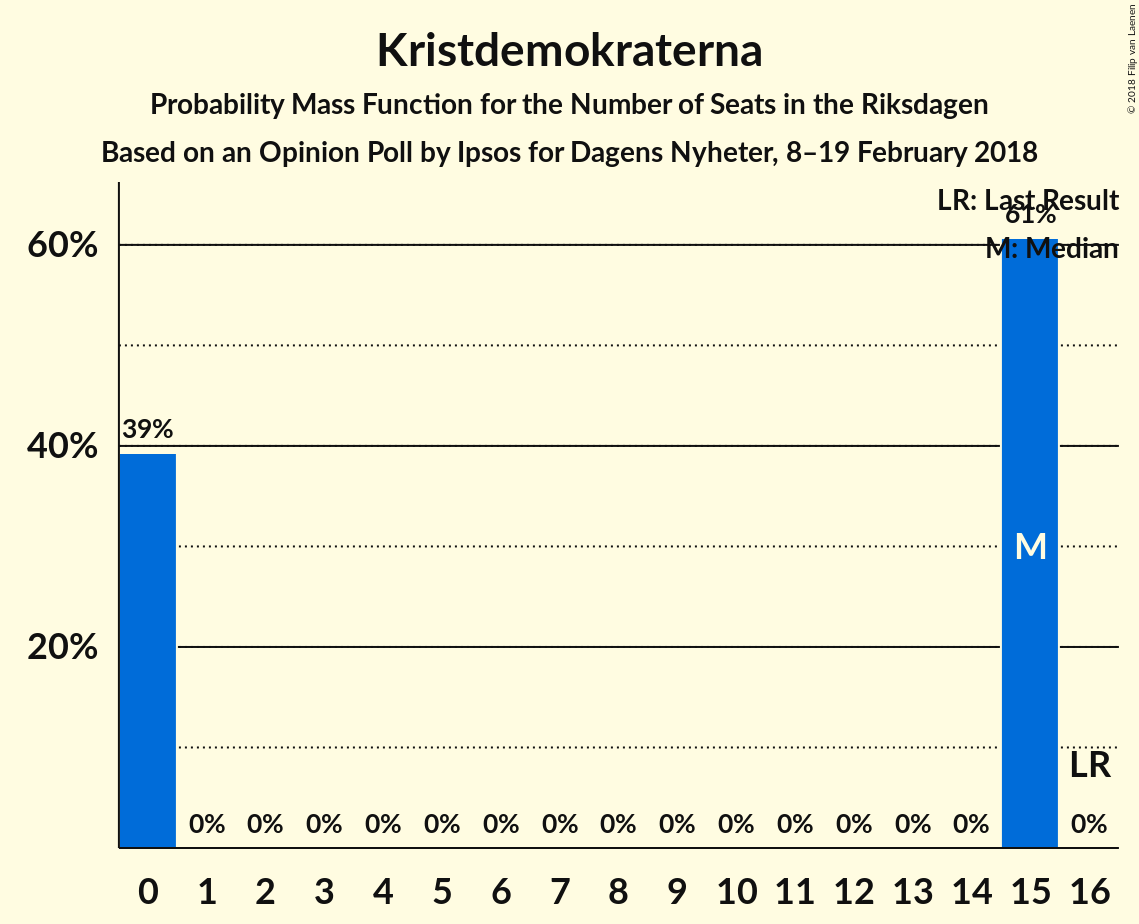 Kristdemokraterna
Probability Mass Function for the Number of Seats in the Riksdagen
Based on an Opinion Poll by Ipsos for Dagens Nyheter, 8–19 February 2018
© 2018 Filip van Laenen
LR: Last Result
M: Median
60%
40%
20%
39%
0% 0% 0% 0% 0% 0% 0% 0% 0% 0% 0% 0% 0% 0%
61%
M
LR
0%
0 1 2 3 4 5 6 7 8 9 10 11 12 13 14 15 16